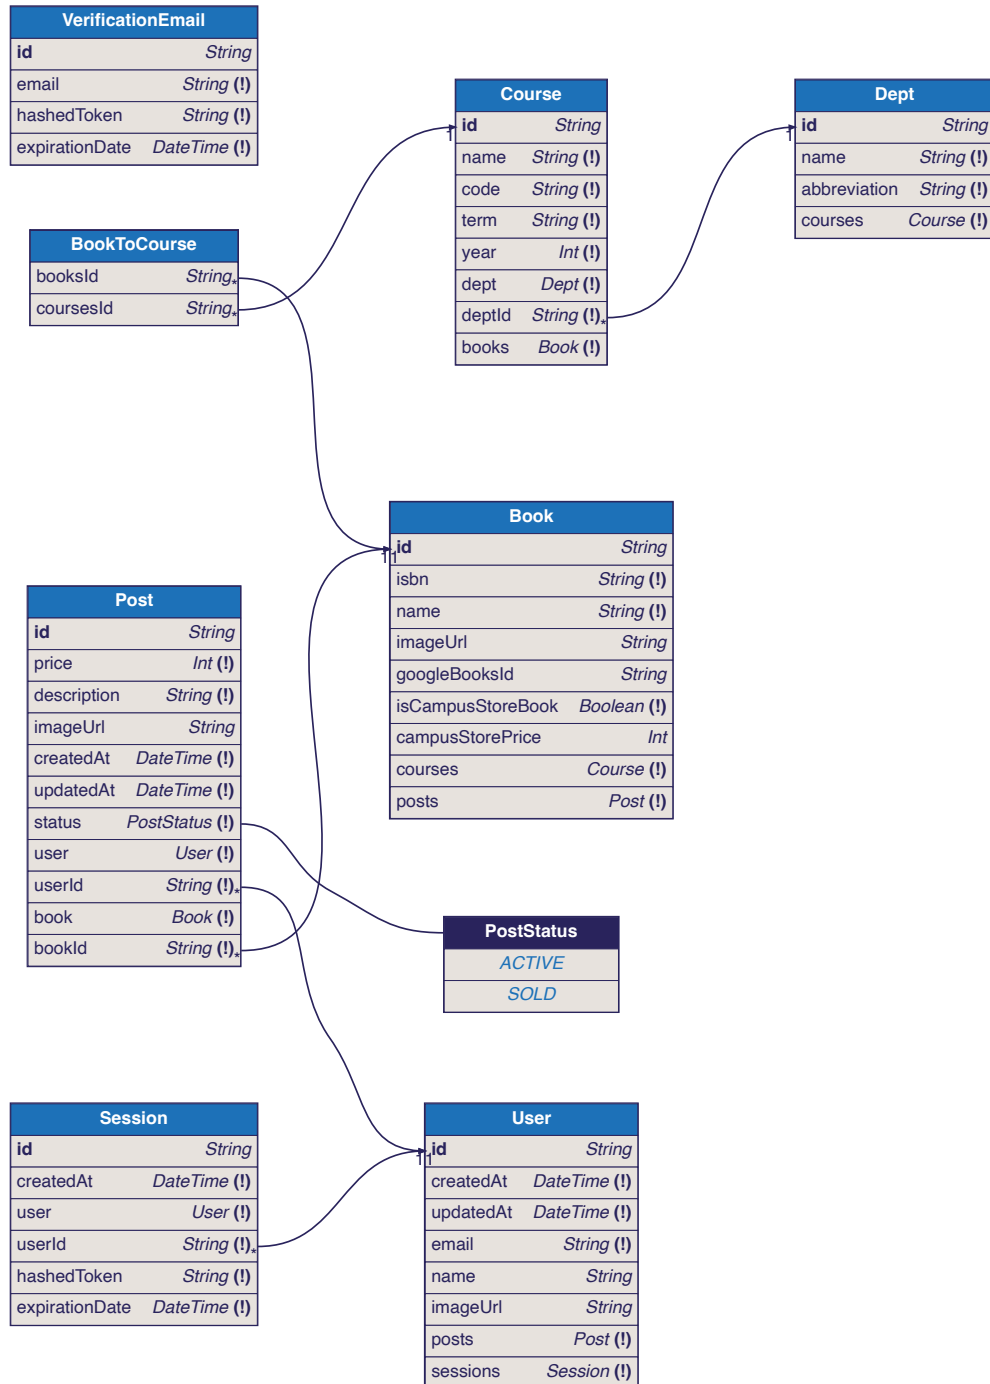 VerificationEmail
id String
email String (!)
hashedToken String (!)
expirationDate DateTime (!)
Course
id String
name String (!)
code String (!)
term String (!)
year Int (!)
dept Dept (!)
deptId String (!)*
books Book (!)
1
Dept
id String
name String (!)
abbreviation String (!)
courses Course (!)
1
BookToCourse
booksId String*
coursesId String*
Book
id String
isbn String (!)
name String (!)
imageUrl String
googleBooksId String
isCampusStoreBook Boolean (!)
campusStorePrice Int
courses Course (!)
posts Post (!)
11
Post
id String
price Int (!)
description String (!)
imageUrl String
createdAt DateTime (!)
updatedAt DateTime (!)
status PostStatus (!)
user User (!)
userId String (!)*
book Book (!)
bookId String (!)*
PostStatus
ACTIVE
SOLD
Session
id String
createdAt DateTime (!)
user User (!)
userId String (!)*
hashedToken String (!)
expirationDate DateTime (!)
User
id String
createdAt DateTime (!)
updatedAt DateTime (!)
email String (!)
name String
imageUrl String
posts Post (!)
sessions Session (!)
11